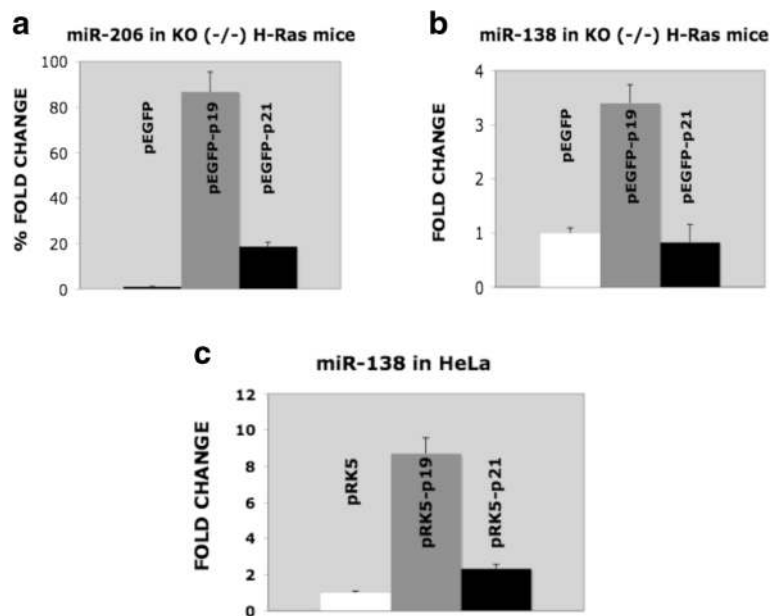 a
miR-206 in KO (-/-) H-Ras mice
% FOLD CHANGE
100
80
60
40
20
0
pEGFP
pEGFP-p19
pEGFP-p21
b
miR-138 in KO (-/-) H-Ras mice
FOLD CHANGE
4
3
2
1
0
pEGFP
pEGFP-p19
pEGFP-p21
c
miR-138 in HeLa
FOLD CHANGE
12
10
8
6
4
2
0
pRK5
pRK5-p19
pRK5-p21